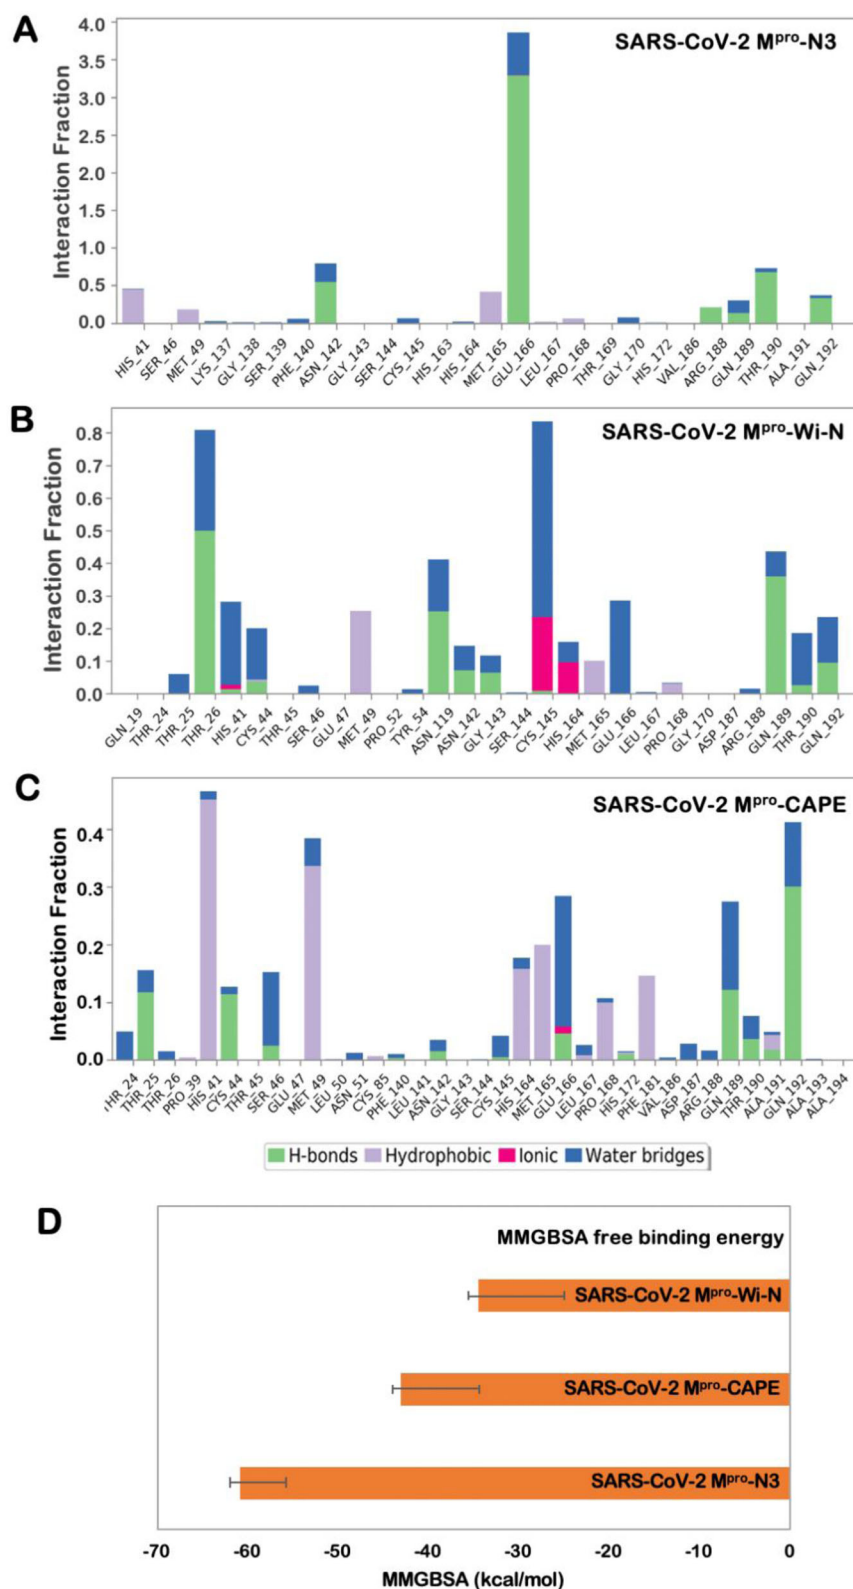 A
SARS-CoV-2 Mpro-N3
Interaction Fraction
4.0
3.5
3.0
2.5
2.0
1.5
1.0
0.5
0.0
HIS_41 SER_46 MET_49 LYS_137 GLY_138 SER_139 PHE_140 ASN_142 GLY_143 SER_144 CYS_145 HIS_163 HIS_164 MET_165 GLU_166 LEU_167 PRO_168 THR_169 GLY_170 HIS_172 VAL_186 ARG_188 GLN_189 THR_190 ALA_191 GLN_192
B
SARS-CoV-2 Mpro-Wi-N
Interaction Fraction
0.8
0.7
0.6
0.5
0.4
0.3
0.2
0.1
0.0
GLN_19 THR_24 THR_25 THR_26 HIS_41 CYS_44 THR_45 SER_46 GLU_47 MET_49 PRO_52 TYR_54 ASN_119 ASN_142 GLY_143 SER_144 CYS_145 HIS_164 MET_165 GLU_166 LEU_167 PRO_168 GLY_170 ASP_187 ARG_188 GLN_189 THR_190 GLN_192
C
SARS-CoV-2 Mpro-CAPE
Interaction Fraction
0.4
0.3
0.2
0.1
0.0
THR_24 THR_25 THR_26 PRO_39 HIS_41 CYS_44 THR_45 SER_46 GLU_47 MET_49 LEU_50 ASN_51 CYS_85 PHE_140 LEU_141 ASN_142 GLY_143 SER_144 CYS_145 HIS_164 MET_165 GLU_166 LEU_167 PRO_168 HIS_172 PHE_181 VAL_186 ASP_187 ARG_188 GLN_189 THR_190 ALA_191 GLN_192 ALA_193 ALA_194
H-bonds Hydrophobic Ionic Water bridges
D
MMGBSA free binding energy
SARS-CoV-2 Mpro-Wi-N
SARS-CoV-2 Mpro-CAPE
SARS-CoV-2 Mpro-N3
-70 -60 -50 -40 -30 -20 -10 0
MMGBSA (kcal/mol)